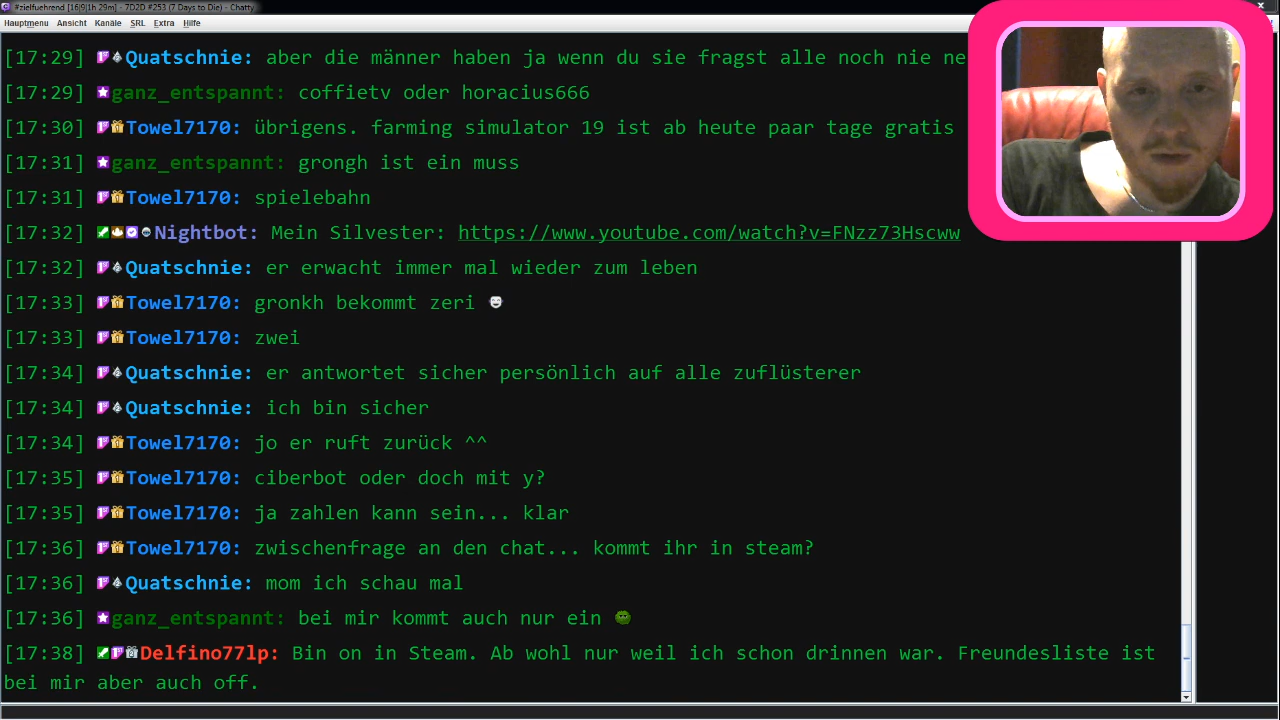 #zielfuehrend [16|9|1h 29m] - 7D2D #253 (7 Days to Die) - Chatty
Hauptmenu Ansicht Kanäle SRL Extra Hilfe
[17:29] Quatschnie: aber die männer haben ja wenn du sie fragst alle noch nie ne
[17:29] ganz_entspannt: coffietv oder horacius666
[17:30] Towel7170: übrigens. farming simulator 19 ist ab heute paar tage gratis
[17:31] ganz_entspannt: grongh ist ein muss
[17:31] Towel7170: spielebahn
[17:32] Nightbot: Mein Silvester: https://www.youtube.com/watch?v=FNzz73Hscww
[17:32] Quatschnie: er erwacht immer mal wieder zum leben
[17:33] Towel7170: gronkh bekommt zeri
[17:33] Towel7170: zwei
[17:34] Quatschnie: er antwortet sicher persönlich auf alle zuflüsterer
[17:34] Quatschnie: ich bin sicher
[17:34] Towel7170: jo er ruft zurück ^^
[17:35] Towel7170: ciberbot oder doch mit y?
[17:35] Towel7170: ja zahlen kann sein... klar
[17:36] Towel7170: zwischenfrage an den chat... kommt ihr in steam?
[17:36] Quatschnie: mom ich schau mal
[17:36] ganz_entspannt: bei mir kommt auch nur ein
[17:38] Delfino77lp: Bin on in Steam. Ab wohl nur weil ich schon drinnen war. Freundesliste ist
bei mir aber auch off.